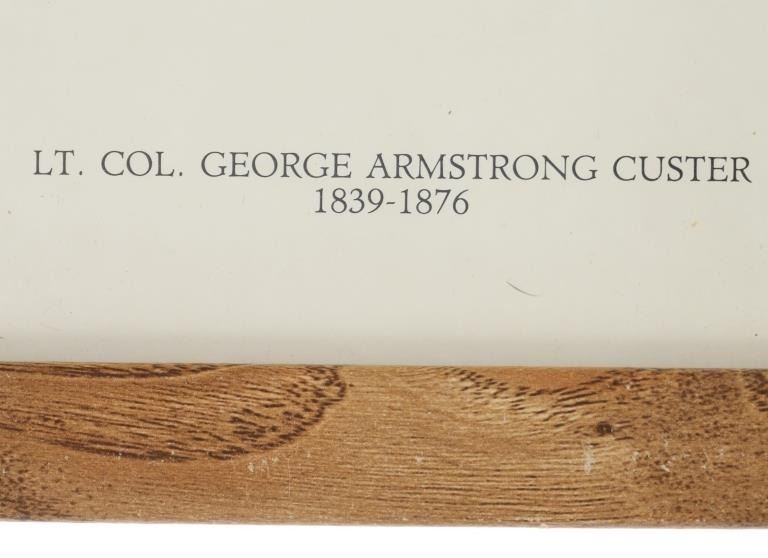 LT. COL. GEORGE ARMSTRONG CUSTER
1839-1876